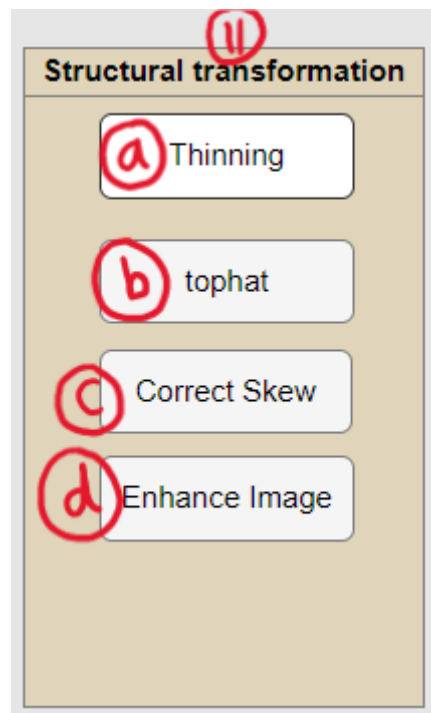 11
Structural transformation
a Thinning
b tophat
c Correct Skew
d Enhance Image